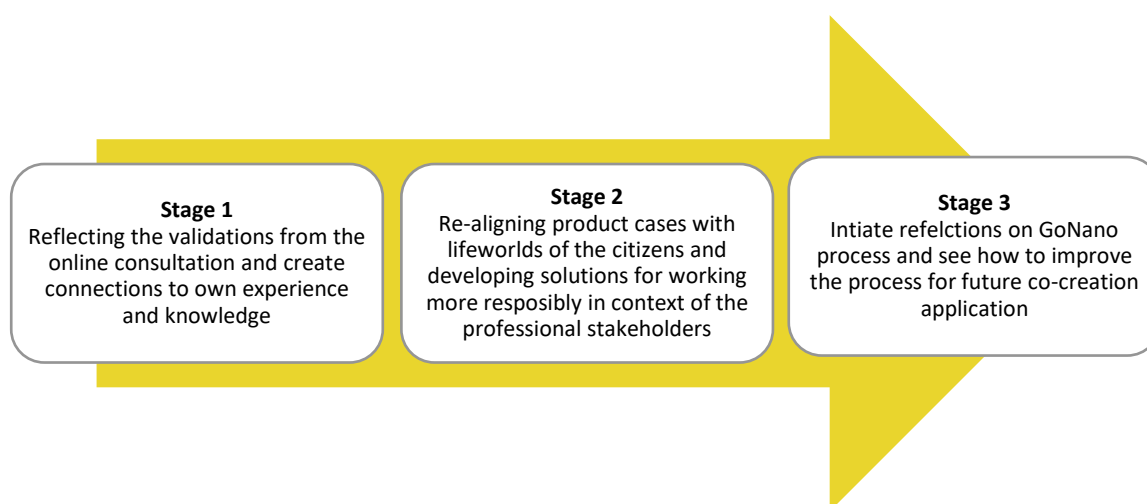 Stage 1
Reflecting the validations from the
online consultation and create
connections to own experience
and knowledge
Stage 2
Re-aligning product cases with
lifeworlds of the citizens and
developing solutions for working
more resposibly in context of the
professional stakeholders
Stage 3
Intiate refelctions on GoNano
process and see how to improve
the process for future co-creation
application